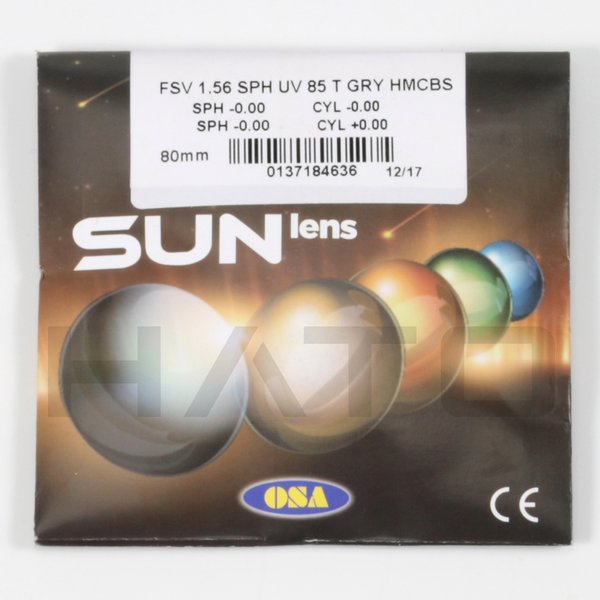 FSV 1.56 SPH UV 85 T GRY HMCBS
SPH -0.00 CYL -0.00
SPH -0.00 CYL +0.00
80mm
0137184636 12/17
SUN lens
HATO
OSA
CE